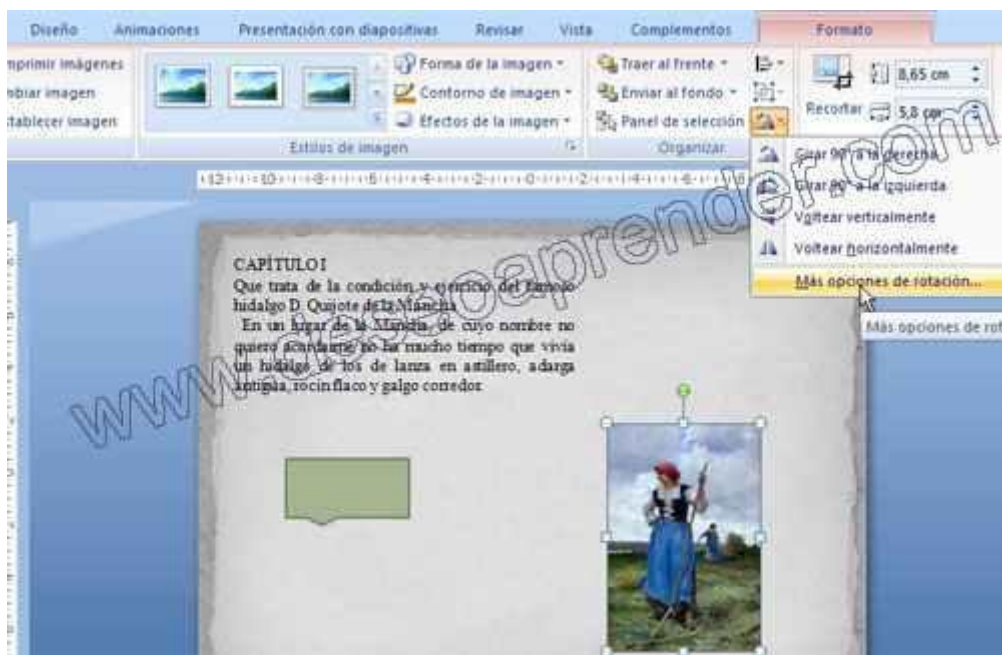 Diseño Animaciones Presentación con diapositivas Revisar Vista Complementos Formato
mprimir imágenes Forma de la imagen Traer al frente 8,65 cm
mbiar imagen Contorno de imagen Enviar al fondo
stablecer imagen Efectos de la imagen Panel de selección Recortar 5,8 cm
Estilos de imagen Organizar
Girar 90° a la derecha
Girar 90° a la izquierda
Voltear verticalmente
Voltear horizontalmente
Más opciones de rotación...
Más opciones de rot
CAPÍTULO I
Que trata de la condición y ejercicio del famoso
hidalgo D. Quijote de la Mancha
En un lugar de la Mancha, de cuyo nombre no
quiero acordarme, no ha mucho tiempo que vivía
un hidalgo de los de lanza en astillero, adarga
antigua, rocín flaco y galgo corredor.
www.deseoaprender.com